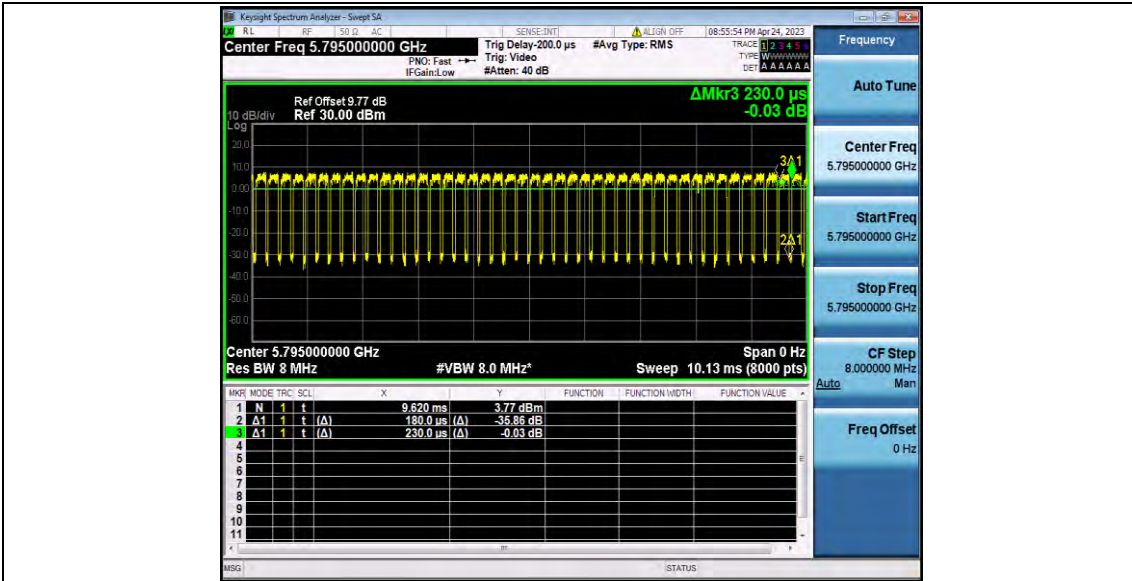 Keysight Spectrum Analyzer - Swept SA
RL RF 50 Ω AC SENSE:INT ALIGN OFF 08:55:54 PM Apr 24, 2023
Center Freq 5.795000000 GHz
PNO: Fast
IFGain:Low
Trig Delay-200.0 µs
Trig: Video
#Atten: 40 dB
#Avg Type: RMS
TRACE 1 2 3 4 5 6
TYPE WWWWWW
DET A A A A A A
Frequency
Auto Tune
Center Freq
5.795000000 GHz
Start Freq
5.795000000 GHz
Stop Freq
5.795000000 GHz
CF Step
8.000000 MHz
Auto Man
Freq Offset
0 Hz
ΔMkr3 230.0 µs
-0.03 dB
Ref Offset 9.77 dB
10 dB/div Ref 30.00 dBm
Log
20.0
10.0
0.00
-10.0
-20.0
-30.0
-40.0
-50.0
-60.0
3Δ1
2Δ1
Center 5.795000000 GHz Span 0 Hz
Res BW 8 MHz #VBW 8.0 MHz* Sweep 10.13 ms (8000 pts)
MKR MODE TRC SCL X Y FUNCTION FUNCTION WIDTH FUNCTION VALUE
1 N 1 t 9.620 ms 3.77 dBm
2 Δ1 1 t (Δ) 180.0 µs (Δ) -35.86 dB
3 Δ1 1 t (Δ) 230.0 µs (Δ) -0.03 dB
4
5
6
7
8
9
10
11
MSG STATUS